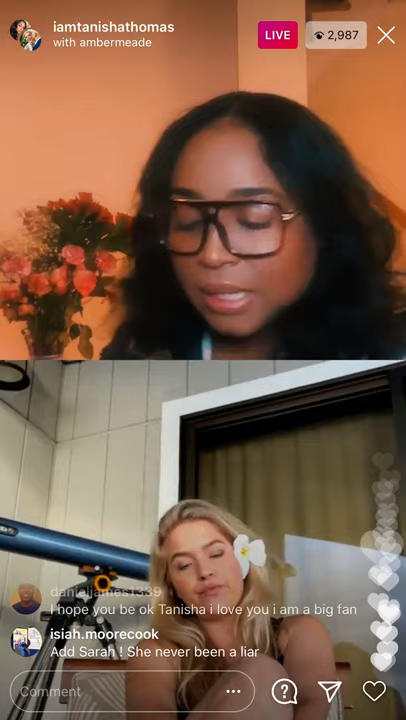 iamtanishathomas
LIVE
2,987
with ambermeade
danieljames1339
I hope you be ok Tanisha i love you i am a big fan
isiah.moorecook
Add Sarah ! She never been a liar
Comment